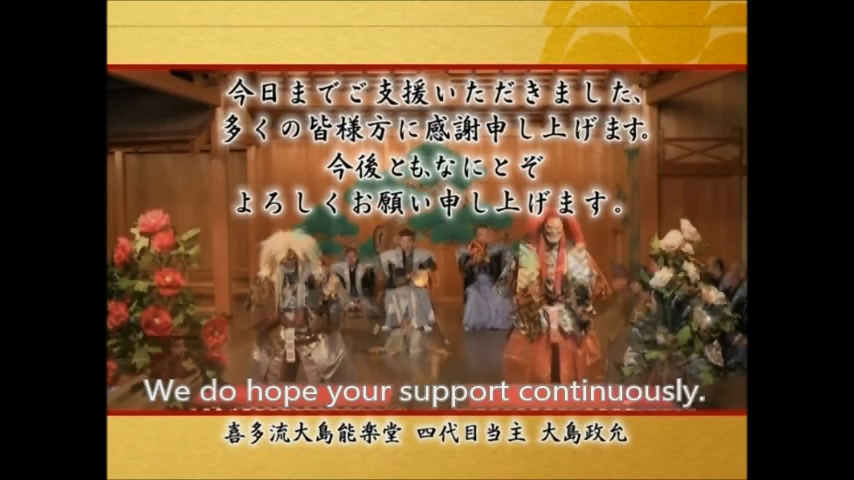 今日までご支援いただきました、
多くの皆様方に感謝申し上げます。
今後とも、なにとぞ
よろしくお願い申し上げます。
We do hope your support continuously.
喜多流大島能楽堂 四代目当主 大島政允